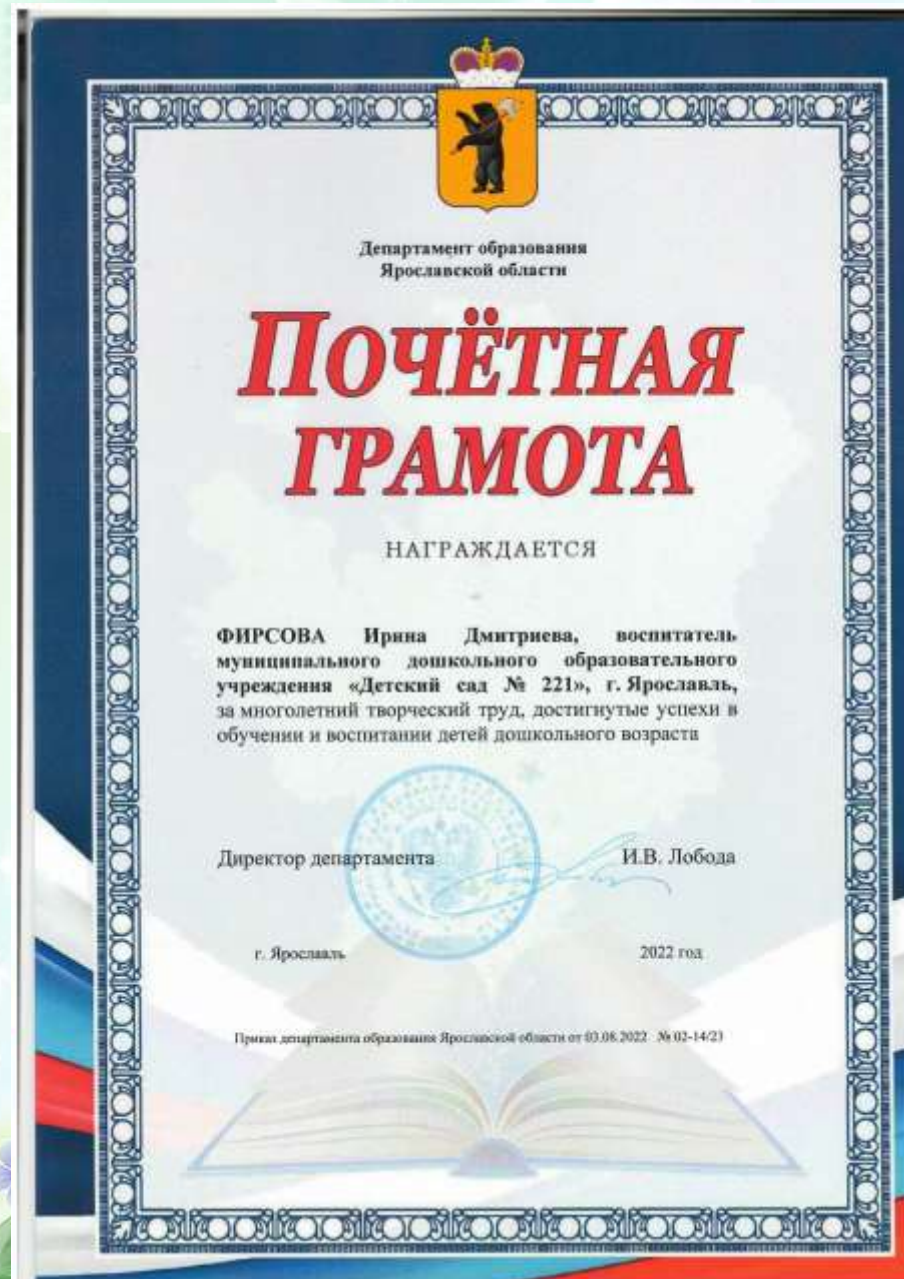 Департамент образования
Ярославской области
ПОЧЁТНАЯ
ГРАМОТА
НАГРАЖДАЕТСЯ
ФИРСОВА Ирина Дмитриева, воспитатель
муниципального дошкольного образовательного
учреждения «Детский сад № 221», г. Ярославль,
за многолетний творческий труд, достигнутые успехи в
обучении и воспитании детей дошкольного возраста
Директор департамента И.В. Лобода
г. Ярославль 2022 год
Приказ департамента образования Ярославской области от 03.08.2022 № 02-14/23